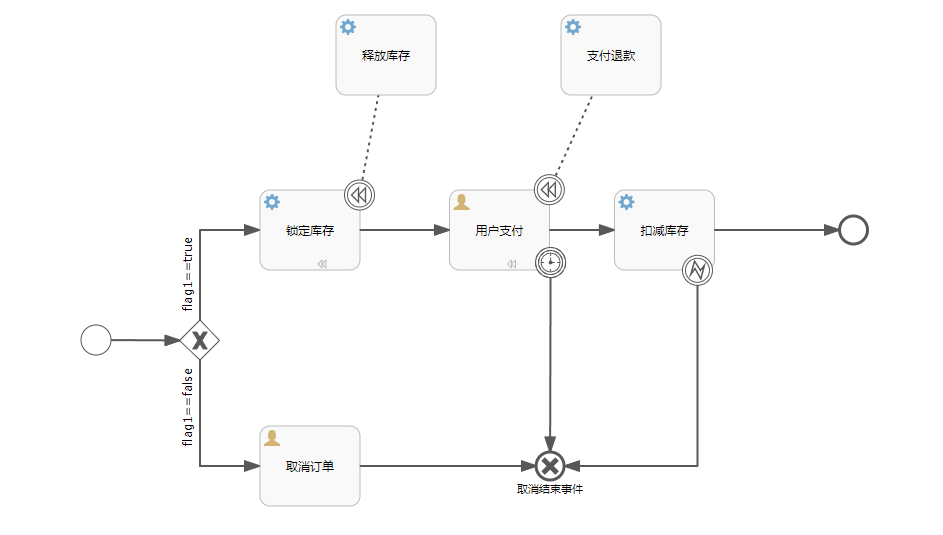 释放库存
支付退款
锁定库存
用户支付
扣减库存
flag1==true
flag1==false
取消订单
取消结束事件